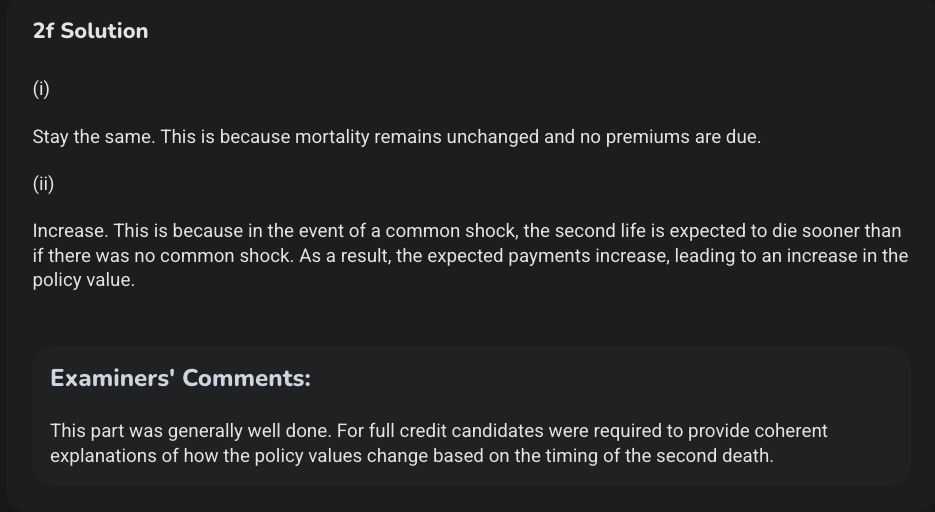 2f Solution
(i)
Stay the same. This is because mortality remains unchanged and no premiums are due.
(ii)
Increase. This is because in the event of a common shock, the second life is expected to die sooner than
if there was no common shock. As a result, the expected payments increase, leading to an increase in the
policy value.
Examiners' Comments:
This part was generally well done. For full credit candidates were required to provide coherent
explanations of how the policy values change based on the timing of the second death.